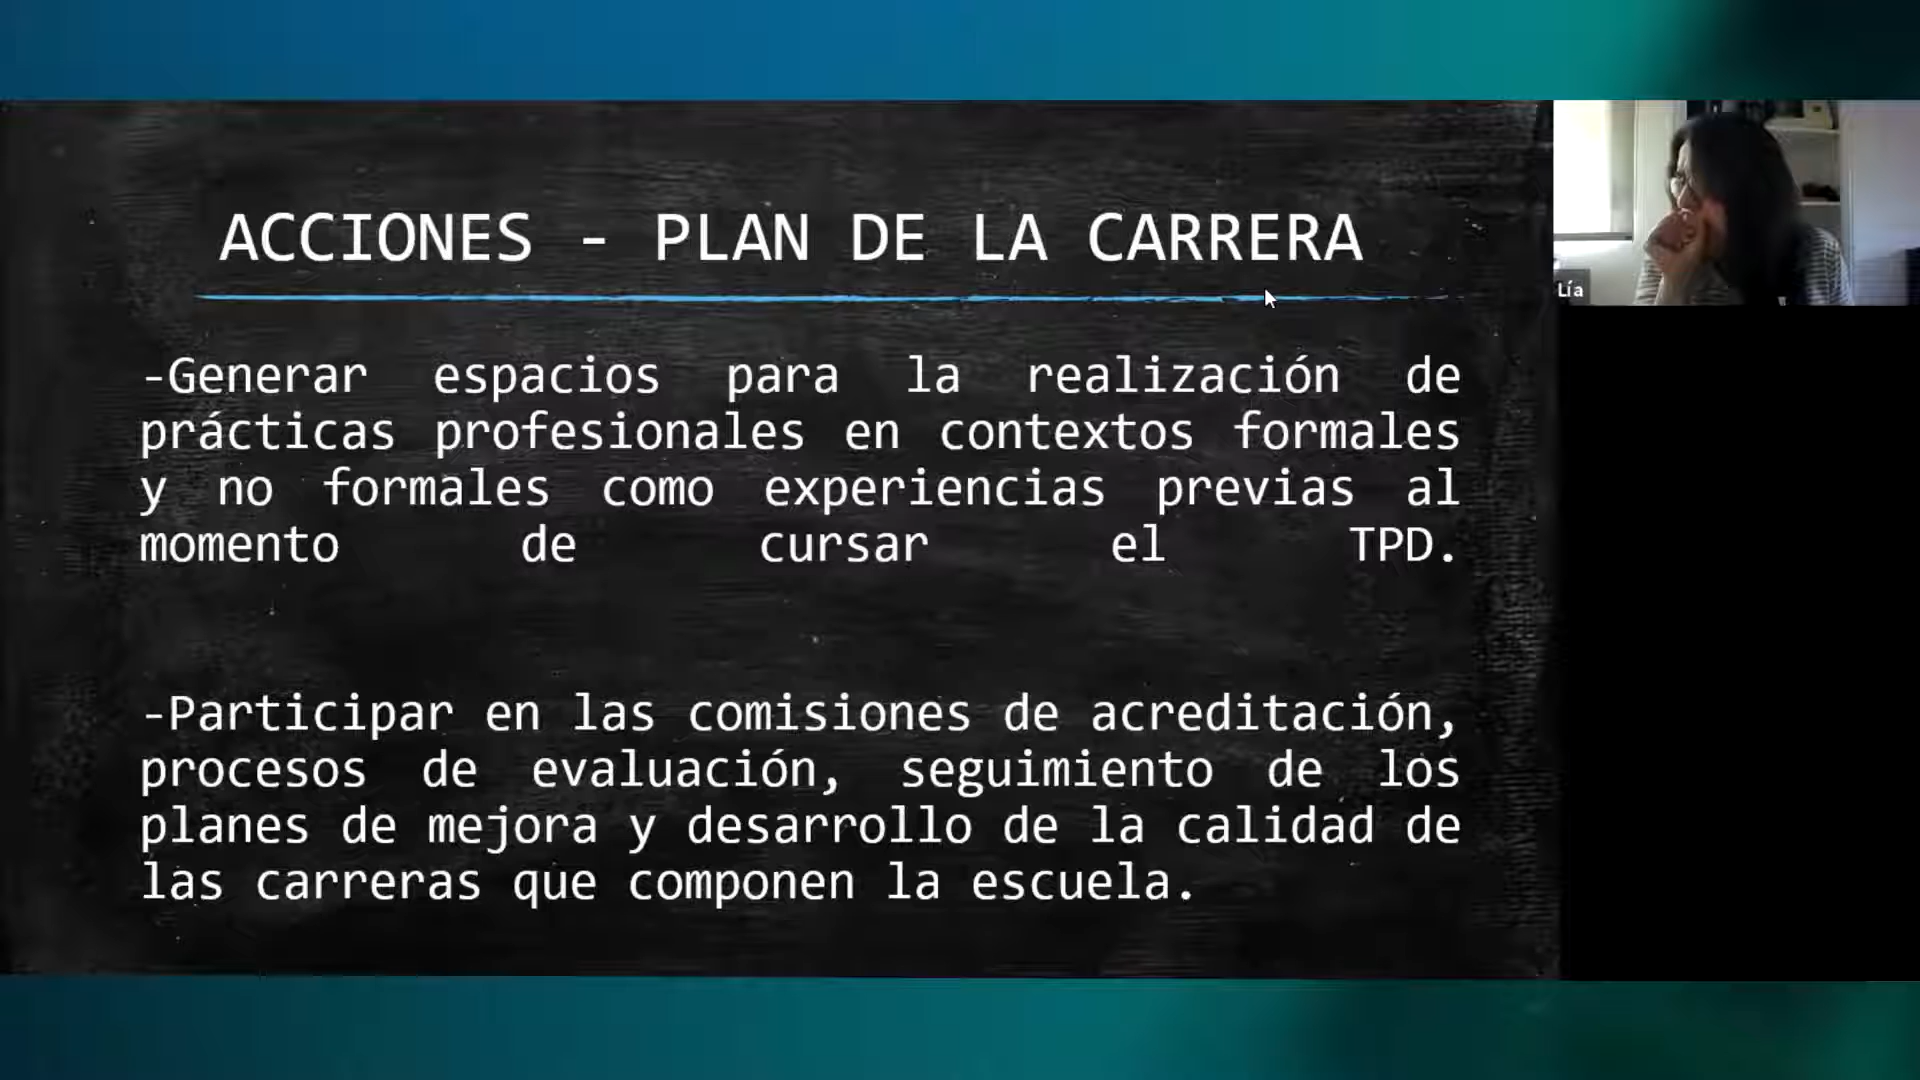 ACCIONES - PLAN DE LA CARRERA
-Generar espacios para la realización de
prácticas profesionales en contextos formales
y no formales como experiencias previas al
momento de cursar el TPD.
-Participar en las comisiones de acreditación,
procesos de evaluación, seguimiento de los
planes de mejora y desarrollo de la calidad de
las carreras que componen la escuela.
Lía